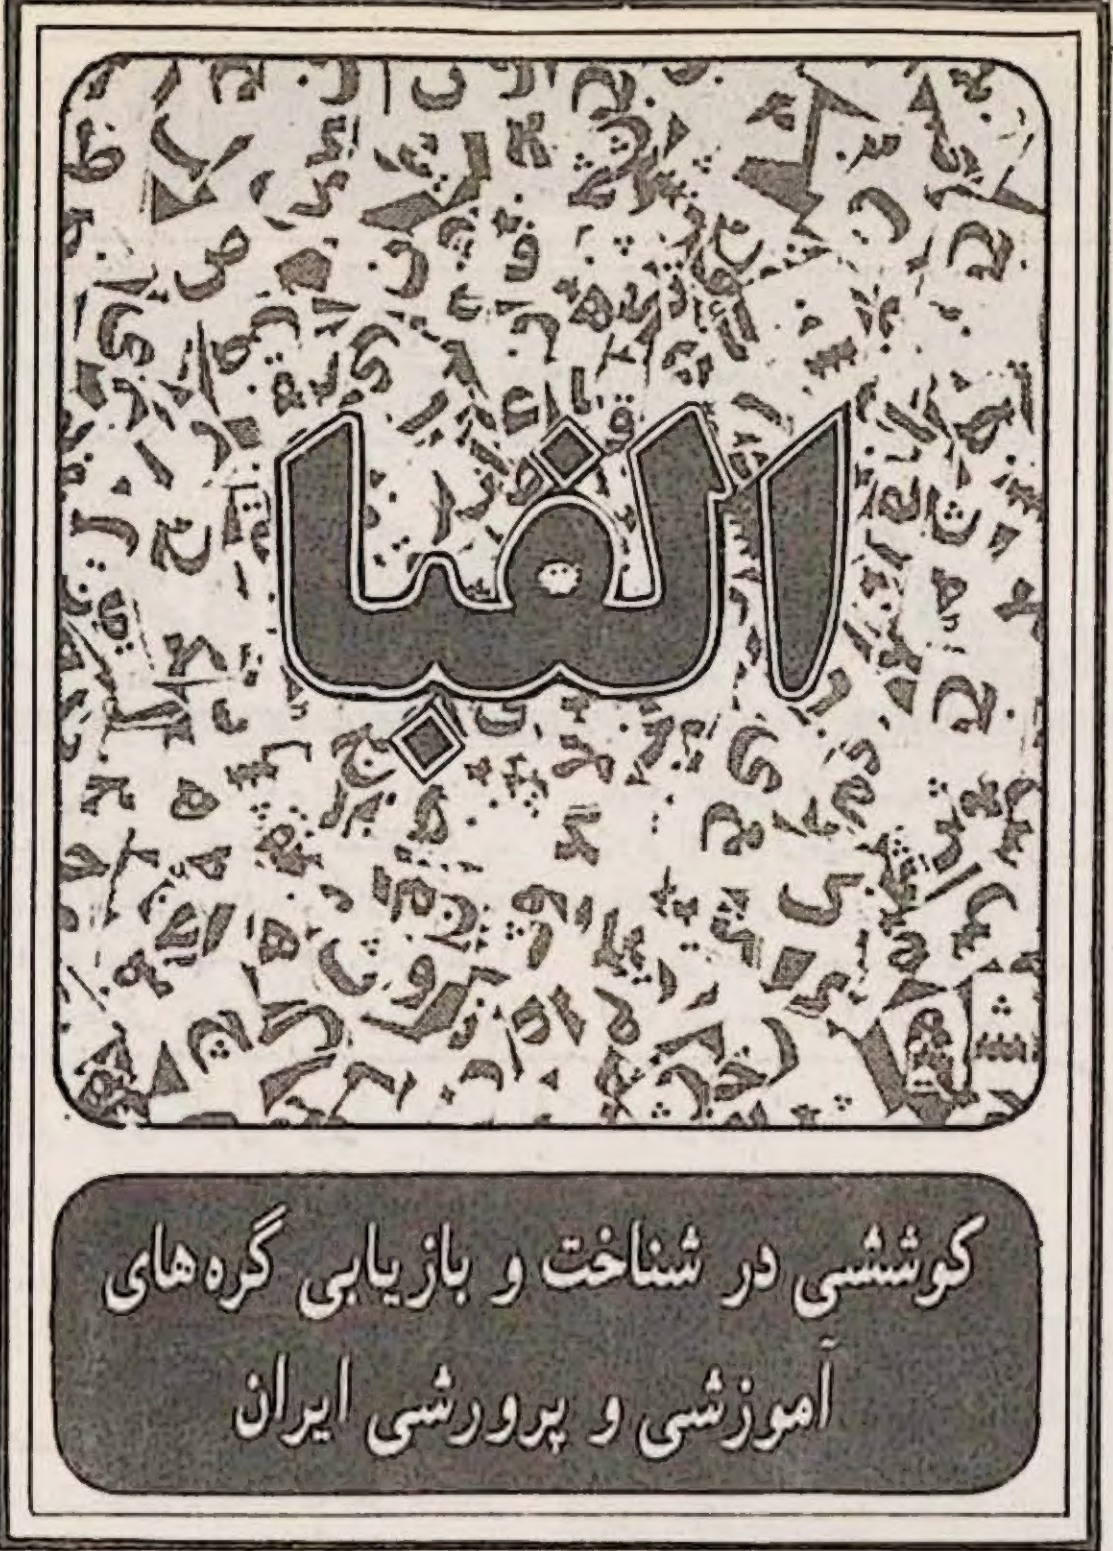 الفبا
کوششی در شناخت و بازیابی گره‌های
آموزشی و پرورشی ایران